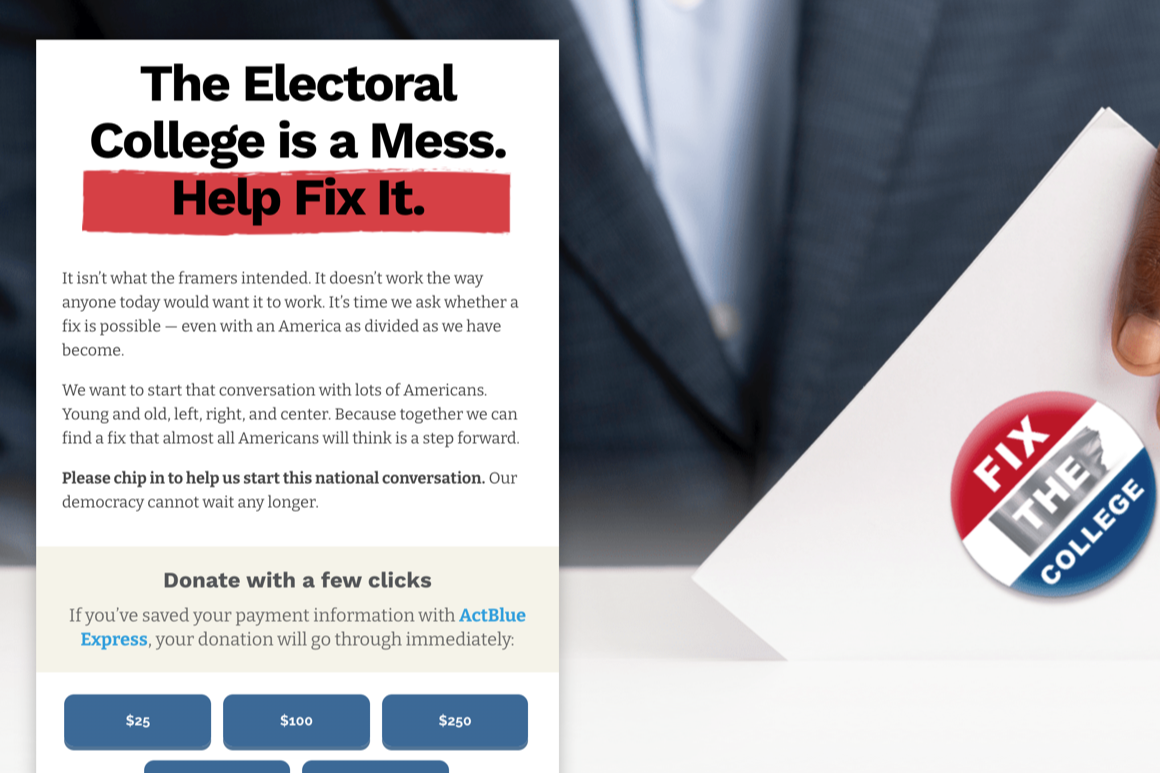 The Electoral
College is a Mess.
Help Fix It.
It isn’t what the framers intended. It doesn’t work the way
anyone today would want it to work. It’s time we ask whether a
fix is possible — even with an America as divided as we have
become.
We want to start that conversation with lots of Americans.
Young and old, left, right, and center. Because together we can
find a fix that almost all Americans will think is a step forward.
Please chip in to help us start this national conversation. Our
democracy cannot wait any longer.
Donate with a few clicks
If you’ve saved your payment information with ActBlue
Express, your donation will go through immediately:
$25 $100 $250
FIX
THE
COLLEGE